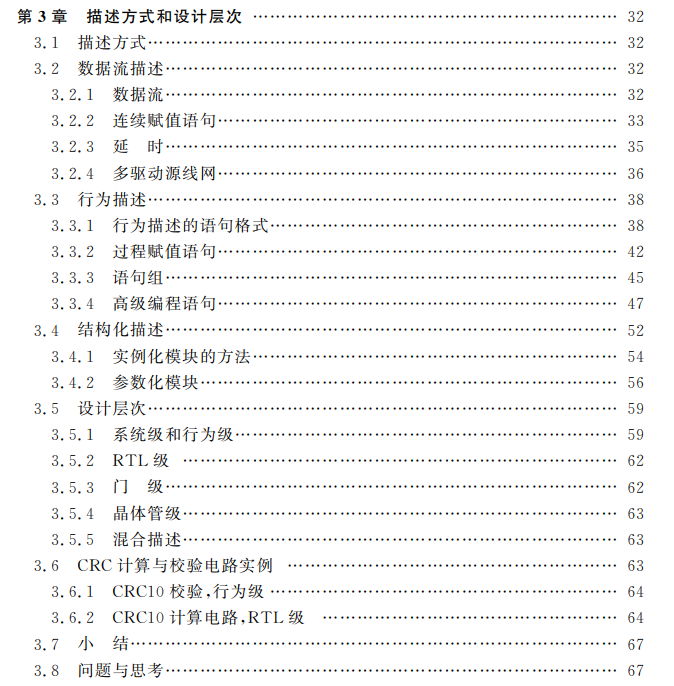 第 3 章 描述方式和设计层次 …… 32
3.1 描述方式…… 32
3.2 数据流描述…… 32
3.2.1 数据流…… 32
3.2.2 连续赋值语句…… 33
3.2.3 延 时…… 35
3.2.4 多驱动源线网…… 36
3.3 行为描述…… 38
3.3.1 行为描述的语句格式…… 38
3.3.2 过程赋值语句…… 42
3.3.3 语句组…… 45
3.3.4 高级编程语句…… 47
3.4 结构化描述…… 52
3.4.1 实例化模块的方法…… 54
3.4.2 参数化模块…… 56
3.5 设计层次…… 59
3.5.1 系统级和行为级…… 59
3.5.2 RTL 级 …… 62
3.5.3 门 级…… 62
3.5.4 晶体管级…… 63
3.5.5 混合描述…… 63
3.6 CRC 计算与校验电路实例 …… 63
3.6.1 CRC10 校验,行为级 …… 64
3.6.2 CRC10 计算电路,RTL 级 …… 64
3.7 小 结…… 67
3.8 问题与思考…… 67